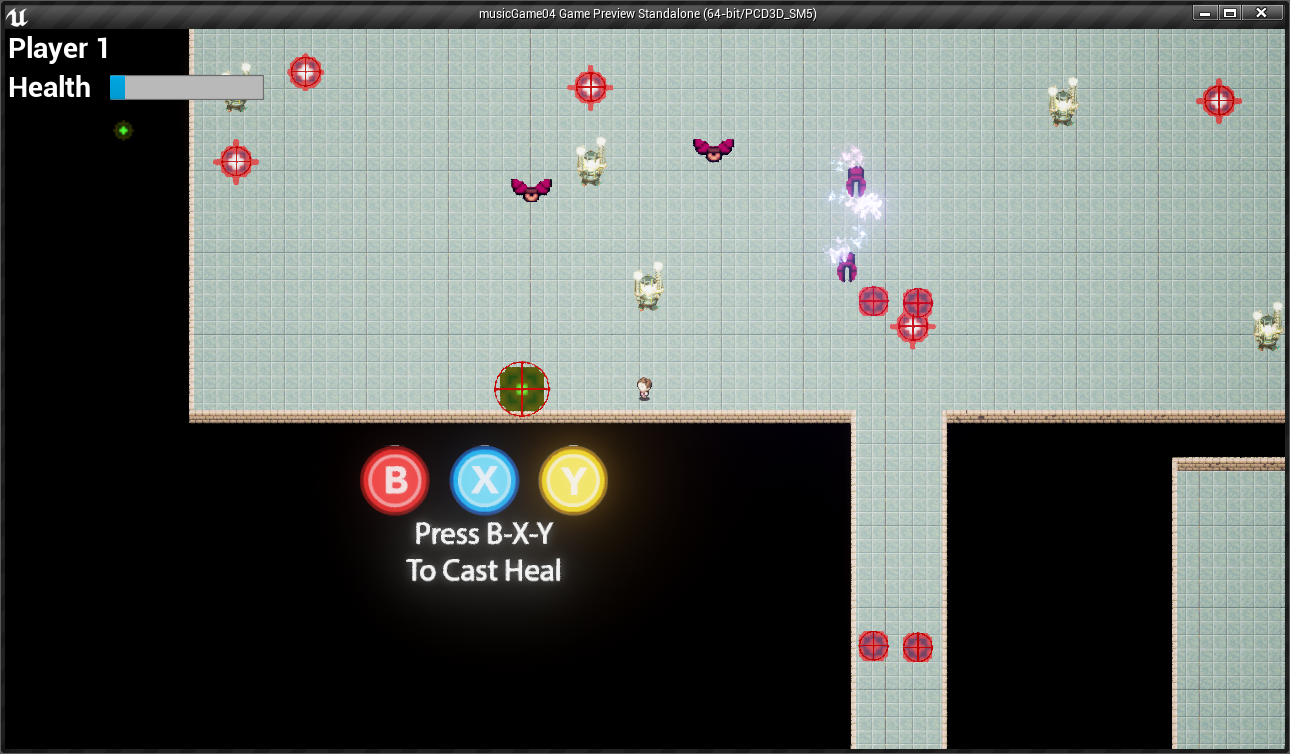 musicGame04 Game Preview Standalone (64-bit/PCD3D_SM5)
Player 1
Health
B X Y
Press B-X-Y
To Cast Heal